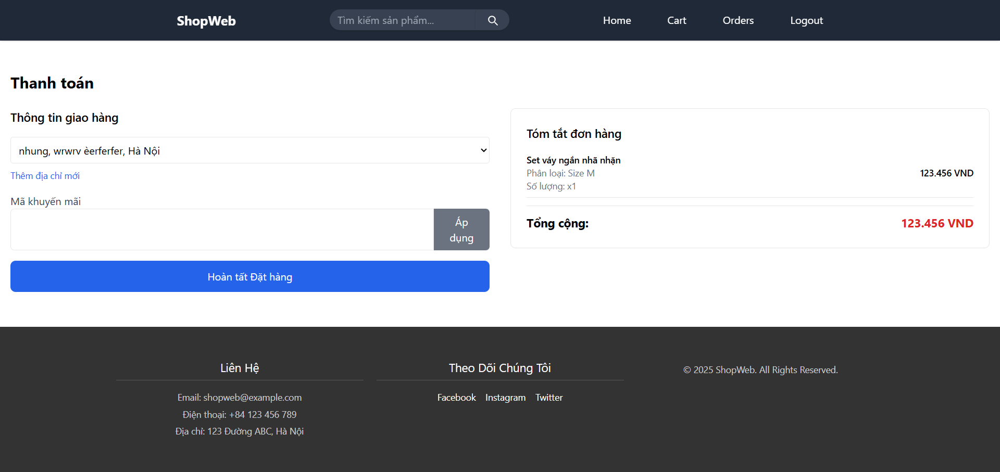 ShopWeb
Tìm kiếm sản phẩm...
Home
Cart
Orders
Logout
Thanh toán
Thông tin giao hàng
nhung, wrwrv èerferfer, Hà Nội
Thêm địa chỉ mới
Mã khuyến mãi
Áp
dụng
Hoàn tất Đặt hàng
Tóm tắt đơn hàng
Set váy ngắn nhã nhặn
Phân loại: Size M
123.456 VND
Số lượng: x1
Tổng cộng:
123.456 VND
Liên Hệ
Email: shopweb@example.com
Điện thoại: +84 123 456 789
Địa chỉ: 123 Đường ABC, Hà Nội
Theo Dõi Chúng Tôi
Facebook Instagram Twitter
© 2025 ShopWeb. All Rights Reserved.